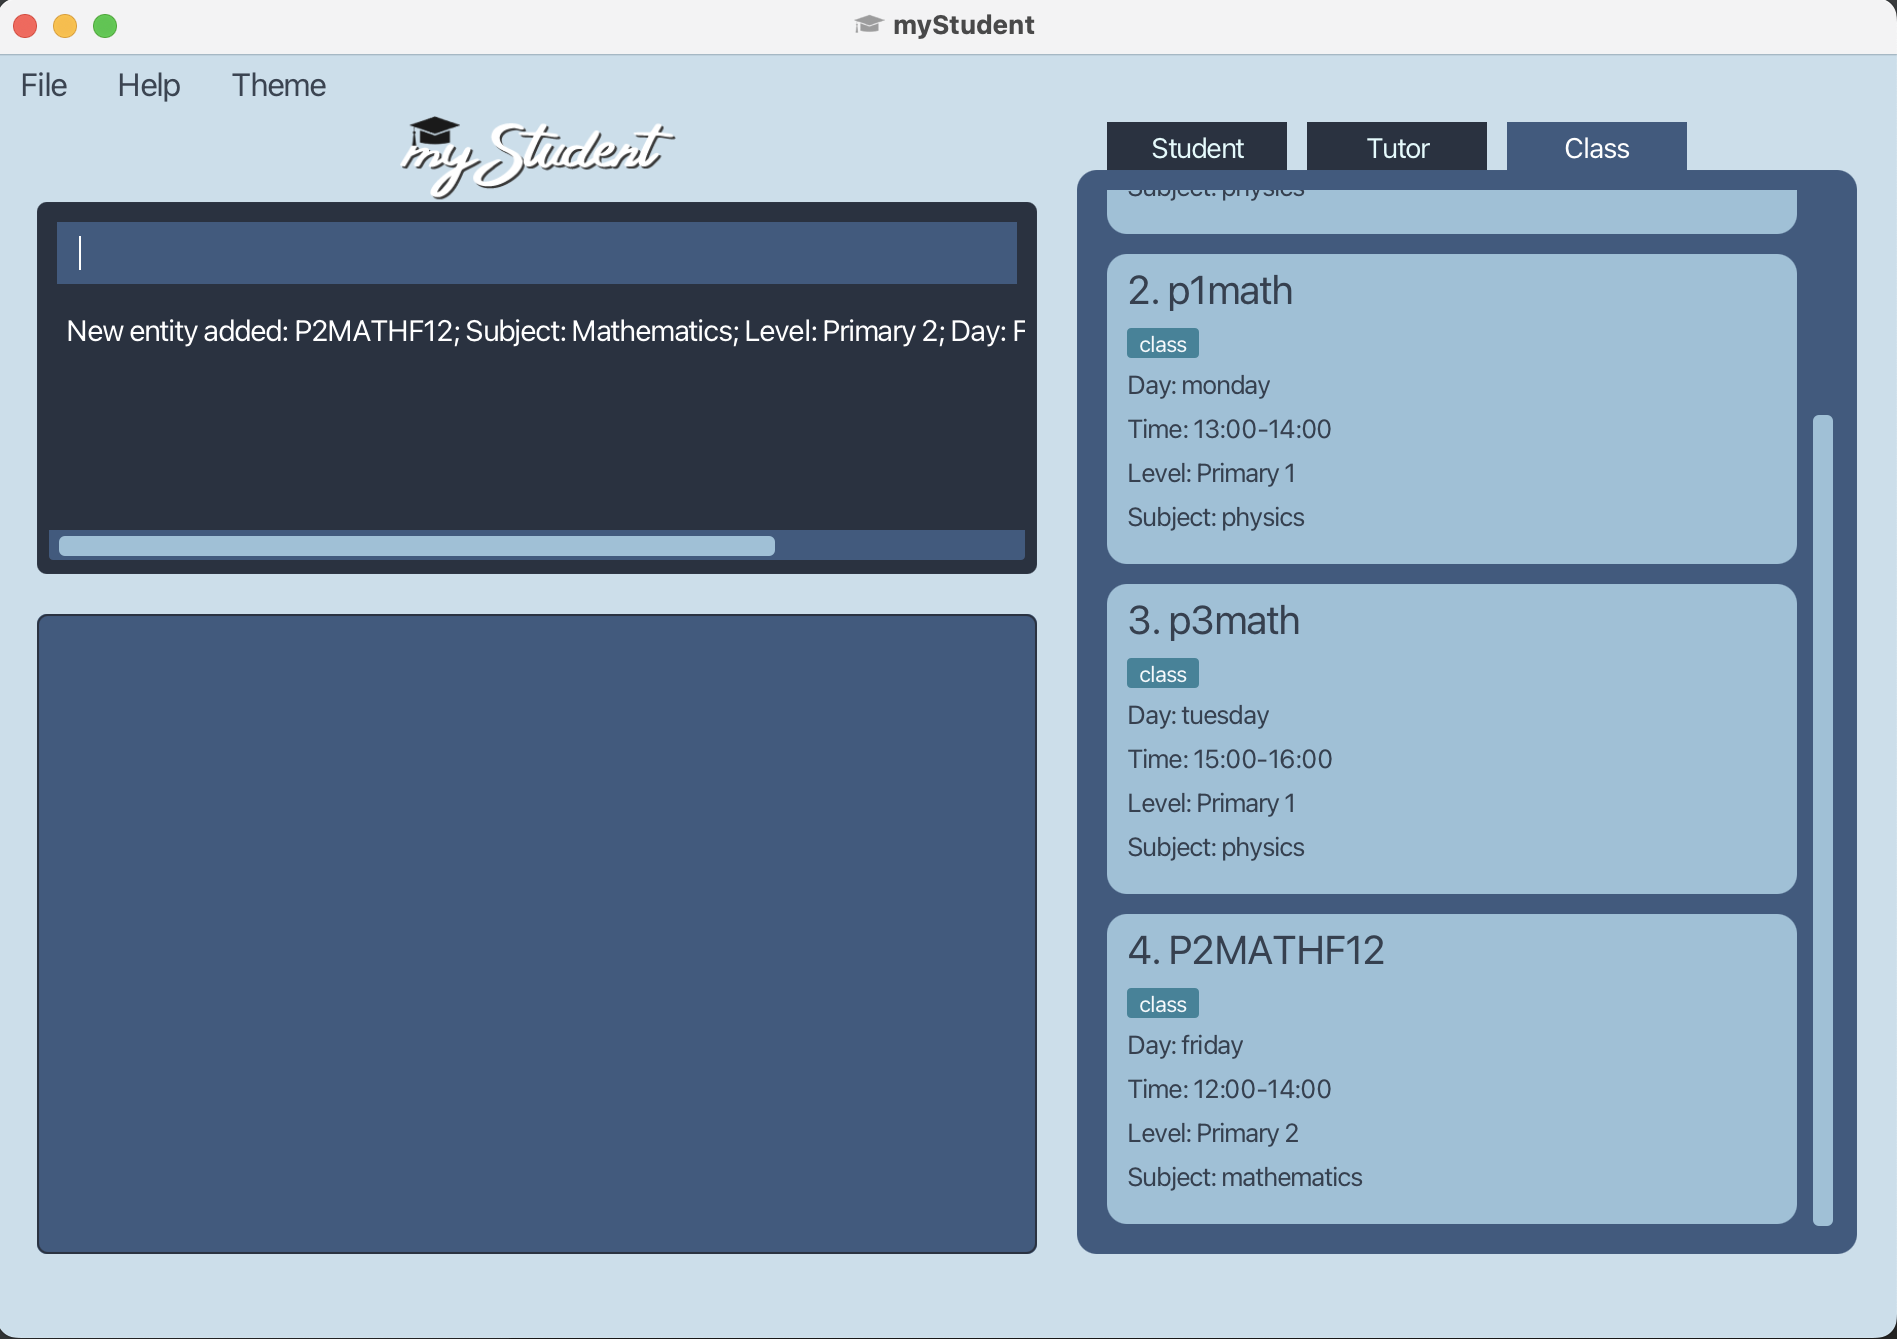 myStudent
File Help Theme
myStudent
Student Tutor Class
New entity added: P2MATHF12; Subject: Mathematics; Level: Primary 2; Day: F
Subject: physics
2. p1math
class
Day: monday
Time: 13:00-14:00
Level: Primary 1
Subject: physics
3. p3math
class
Day: tuesday
Time: 15:00-16:00
Level: Primary 1
Subject: physics
4. P2MATHF12
class
Day: friday
Time: 12:00-14:00
Level: Primary 2
Subject: mathematics